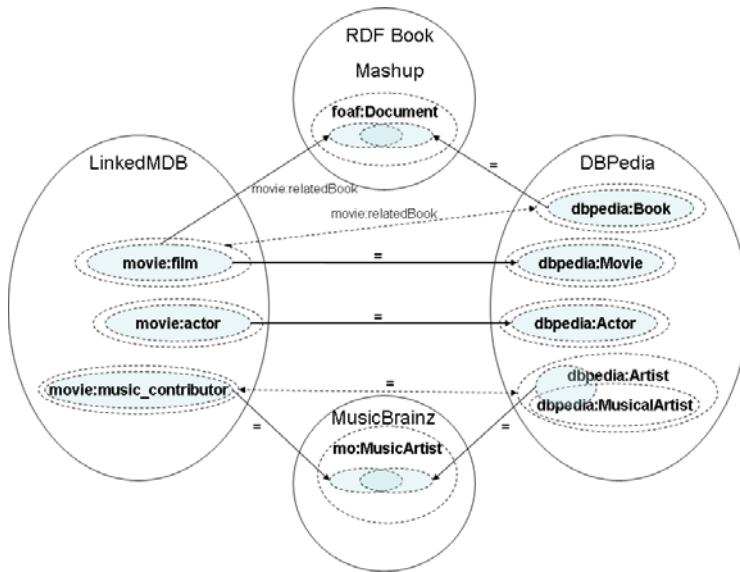 RDF Book
Mashup
foaf:Document
LinkedMDB
=
DBPedia
movie:relatedBook
movie:relatedBook
dbpedia:Book
movie:film
=
dbpedia:Movie
movie:actor
=
dbpedia:Actor
movie:music_contributor
=
dbpedia:Artist
dbpedia:MusicalArtist
MusicBrainz
=
=
mo:MusicArtist